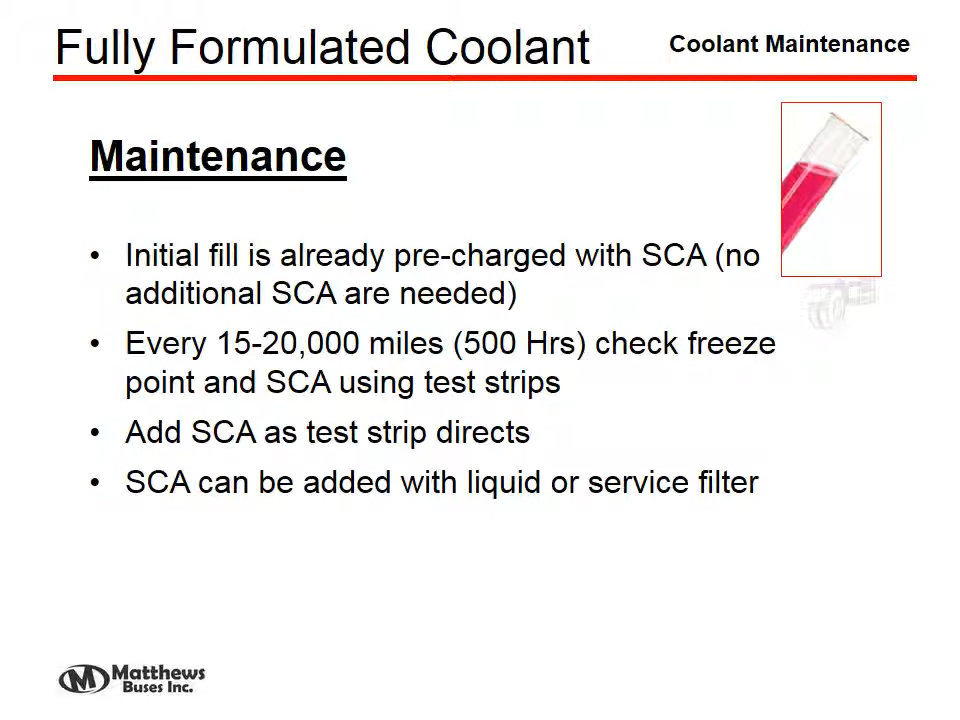 Fully Formulated Coolant
Coolant Maintenance
Maintenance
• Initial fill is already pre-charged with SCA (no
additional SCA are needed)
• Every 15-20,000 miles (500 Hrs) check freeze
point and SCA using test strips
• Add SCA as test strip directs
• SCA can be added with liquid or service filter
M Matthews
Buses Inc.